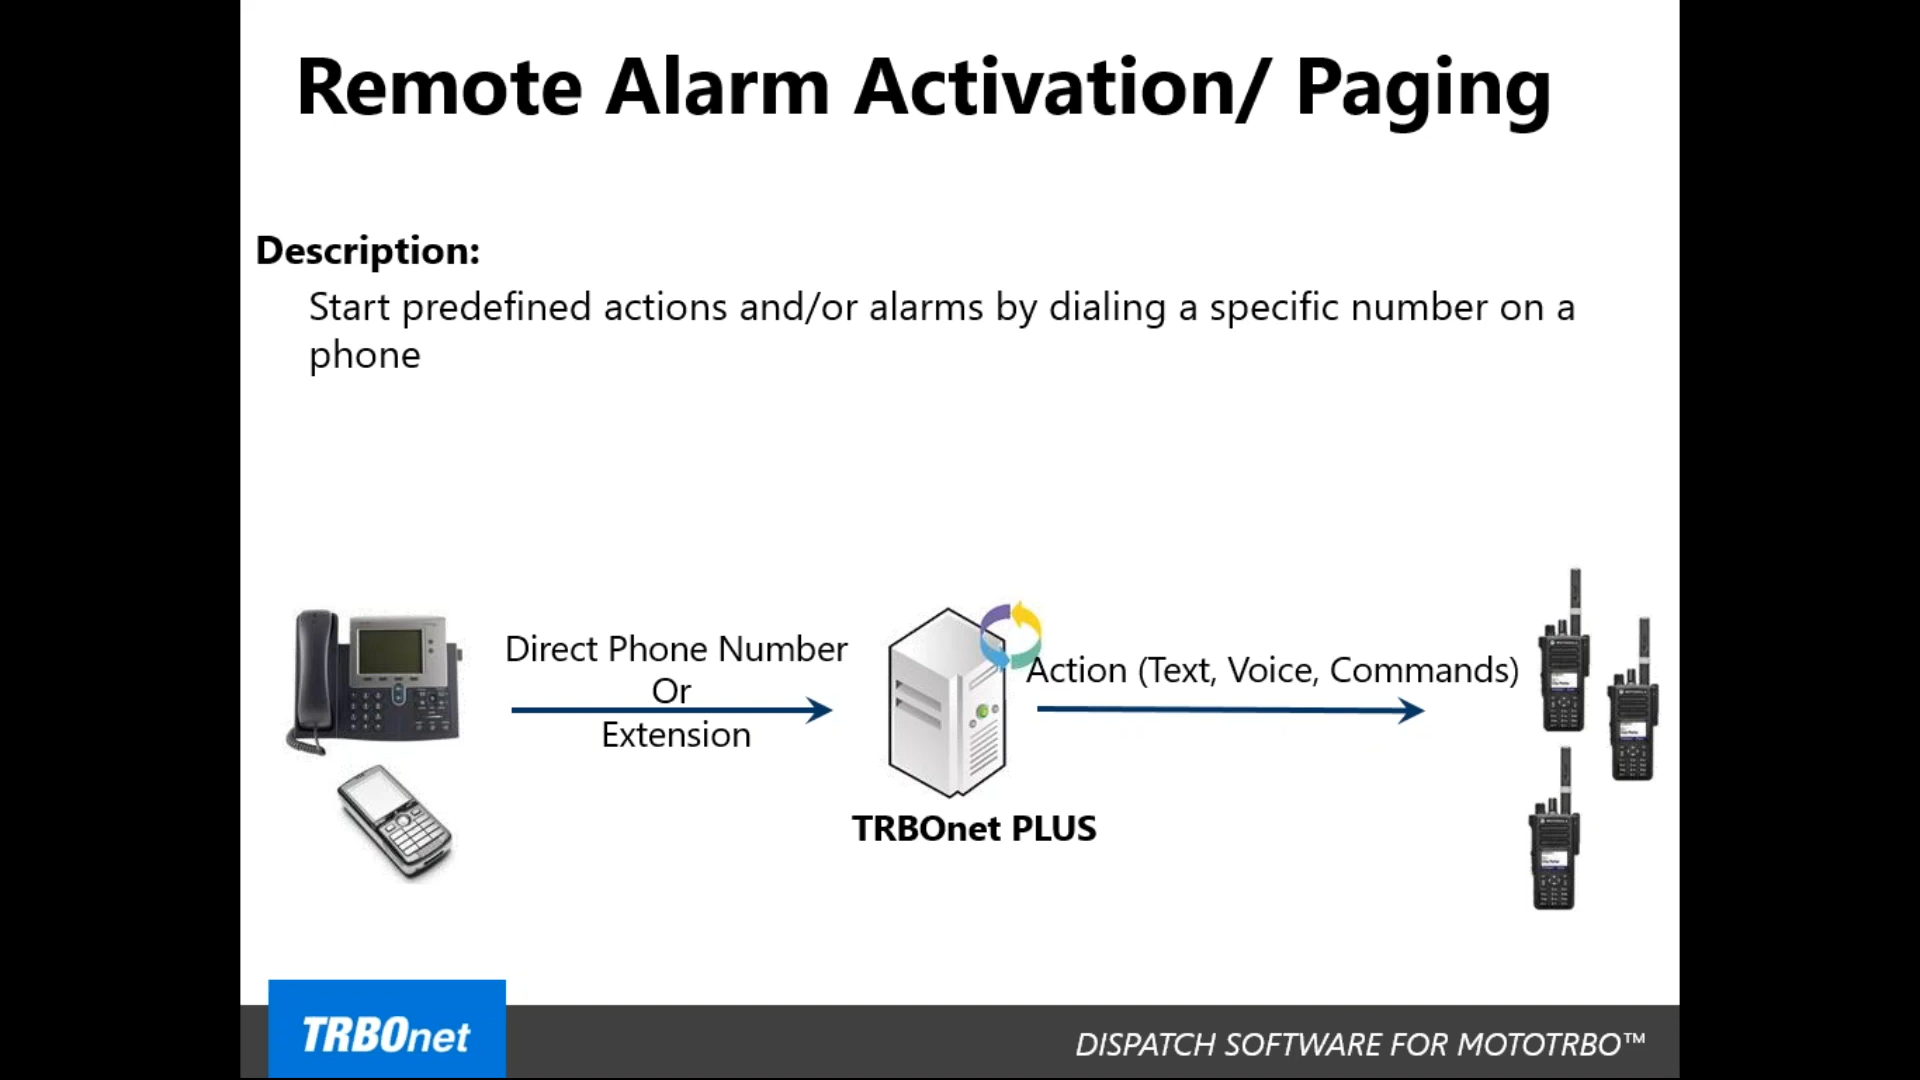 Remote Alarm Activation/ Paging
Description:
Start predefined actions and/or alarms by dialing a specific number on a
phone
Direct Phone Number
Or
Extension
Action (Text, Voice, Commands)
TRBOnet PLUS
TRBOnet
DISPATCH SOFTWARE FOR MOTOTRBO™